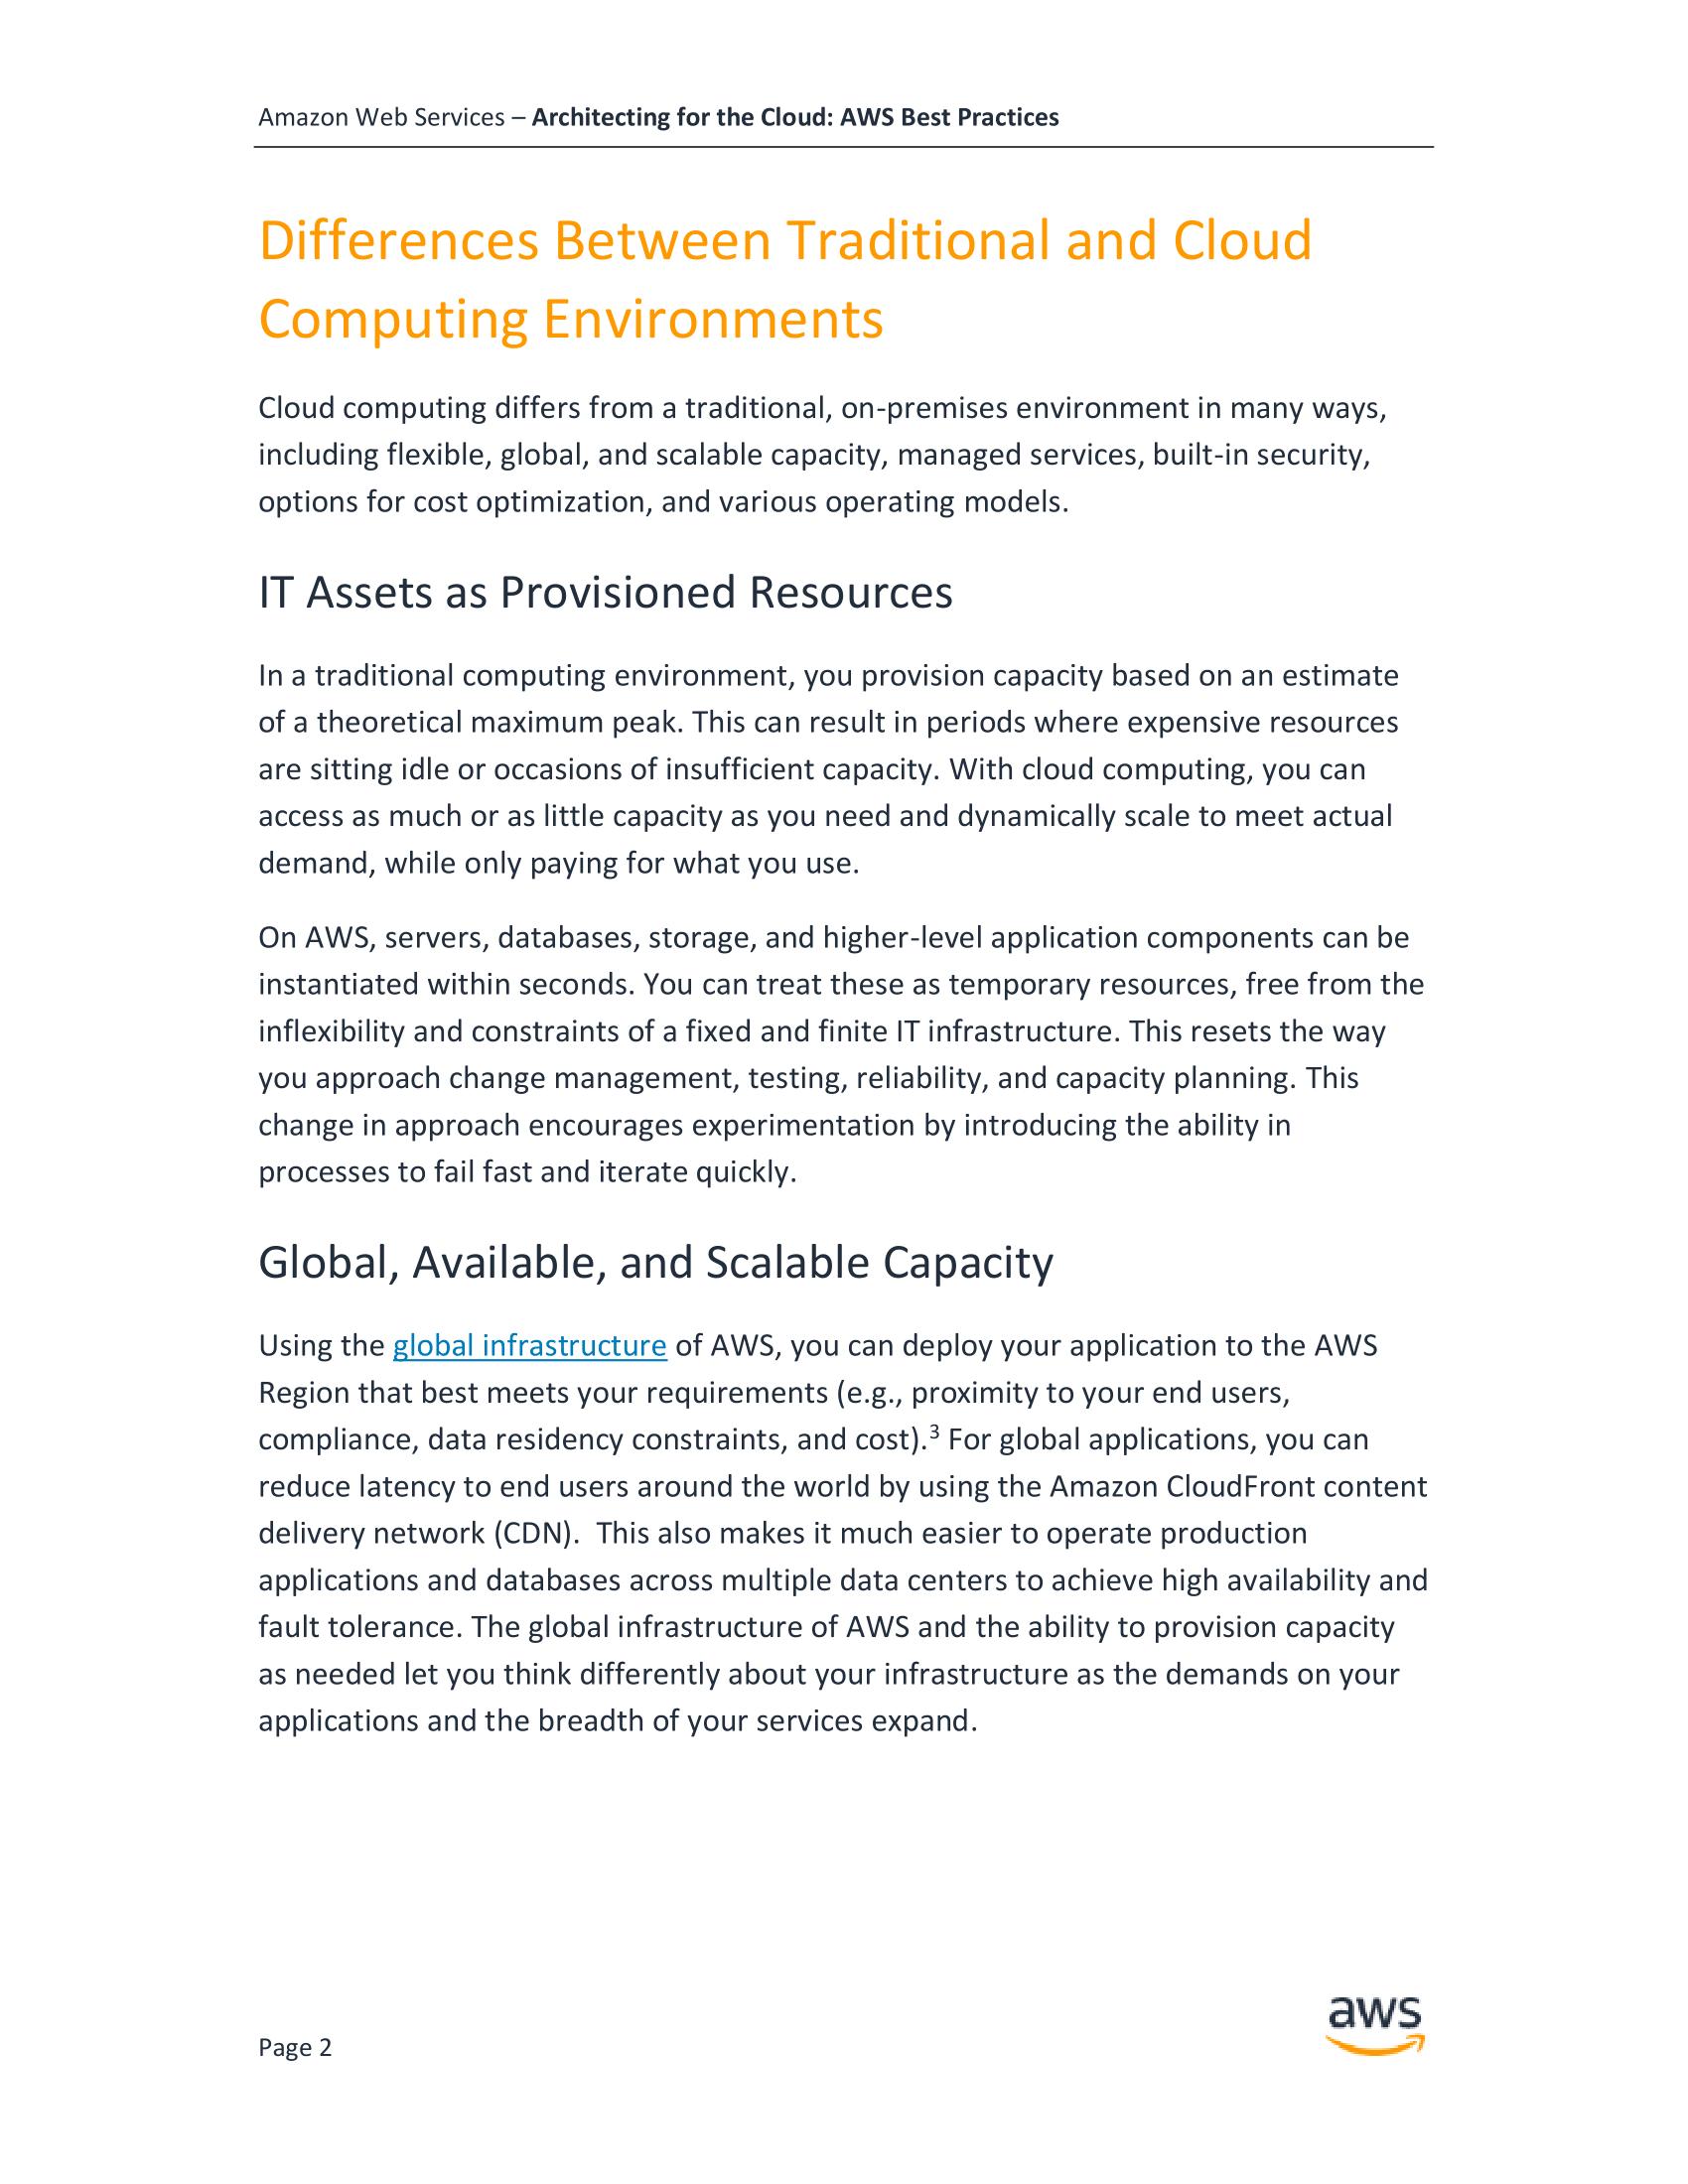 Amazon Web Services – Architecting for the Cloud: AWS Best Practices
Differences Between Traditional and Cloud
Computing Environments
Cloud computing differs from a traditional, on-premises environment in many ways,
including flexible, global, and scalable capacity, managed services, built-in security,
options for cost optimization, and various operating models.
IT Assets as Provisioned Resources
In a traditional computing environment, you provision capacity based on an estimate
of a theoretical maximum peak. This can result in periods where expensive resources
are sitting idle or occasions of insufficient capacity. With cloud computing, you can
access as much or as little capacity as you need and dynamically scale to meet actual
demand, while only paying for what you use.
On AWS, servers, databases, storage, and higher-level application components can be
instantiated within seconds. You can treat these as temporary resources, free from the
inflexibility and constraints of a fixed and finite IT infrastructure. This resets the way
you approach change management, testing, reliability, and capacity planning. This
change in approach encourages experimentation by introducing the ability in
processes to fail fast and iterate quickly.
Global, Available, and Scalable Capacity
Using the global infrastructure of AWS, you can deploy your application to the AWS
Region that best meets your requirements (e.g., proximity to your end users,
compliance, data residency constraints, and cost).³ For global applications, you can
reduce latency to end users around the world by using the Amazon CloudFront content
delivery network (CDN).  This also makes it much easier to operate production
applications and databases across multiple data centers to achieve high availability and
fault tolerance. The global infrastructure of AWS and the ability to provision capacity
as needed let you think differently about your infrastructure as the demands on your
applications and the breadth of your services expand.
aws
Page 2